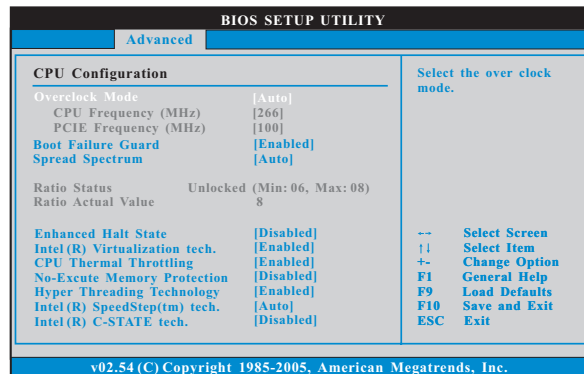 BIOS SETUP UTILITY
Advanced
CPU Configuration
Overclock Mode [Auto]
CPU Frequency (MHz) [266]
PCIE Frequency (MHz) [100]
Boot Failure Guard [Enabled]
Spread Spectrum [Auto]
Ratio Status Unlocked (Min: 06, Max: 08)
Ratio Actual Value 8
Enhanced Halt State [Disabled]
Intel (R) Virtualization tech. [Enabled]
CPU Thermal Throttling [Enabled]
No-Excute Memory Protection [Disabled]
Hyper Threading Technology [Enabled]
Intel (R) SpeedStep(tm) tech. [Auto]
Intel (R) C-STATE tech. [Disabled]
Select the over clock
mode.
←→ Select Screen
↑↓ Select Item
+- Change Option
F1 General Help
F9 Load Defaults
F10 Save and Exit
ESC Exit
v02.54 (C) Copyright 1985-2005, American Megatrends, Inc.